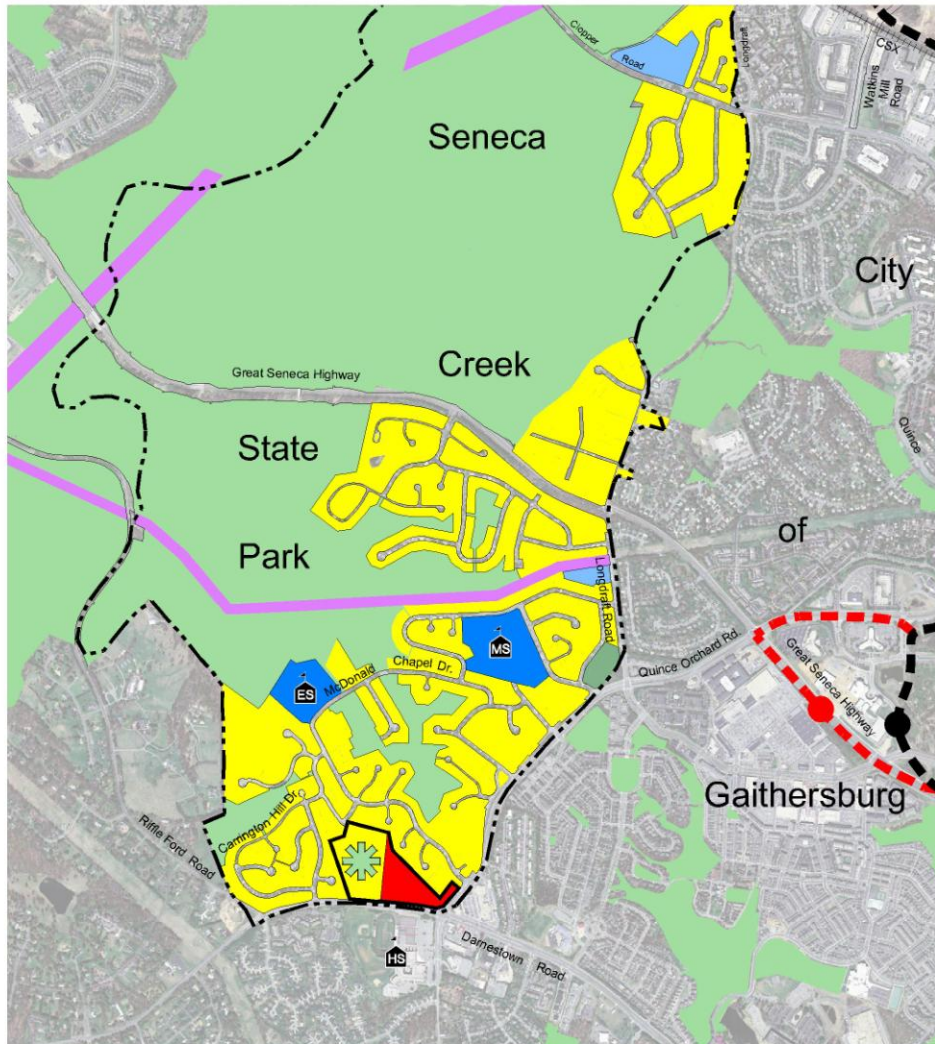 Clopper
Road
Longdraft
CSX
Watkins
Mill
Road
Seneca
City
Great Seneca Highway
Creek
State
Quince
of
Park
Longdraft Road
MS
Quince Orchard Rd.
McDonald
Chapel Dr.
ES
Great Seneca Highway
Gaithersburg
Carrington Hill Dr.
Riffle Ford Road
HS
Darnestown Road